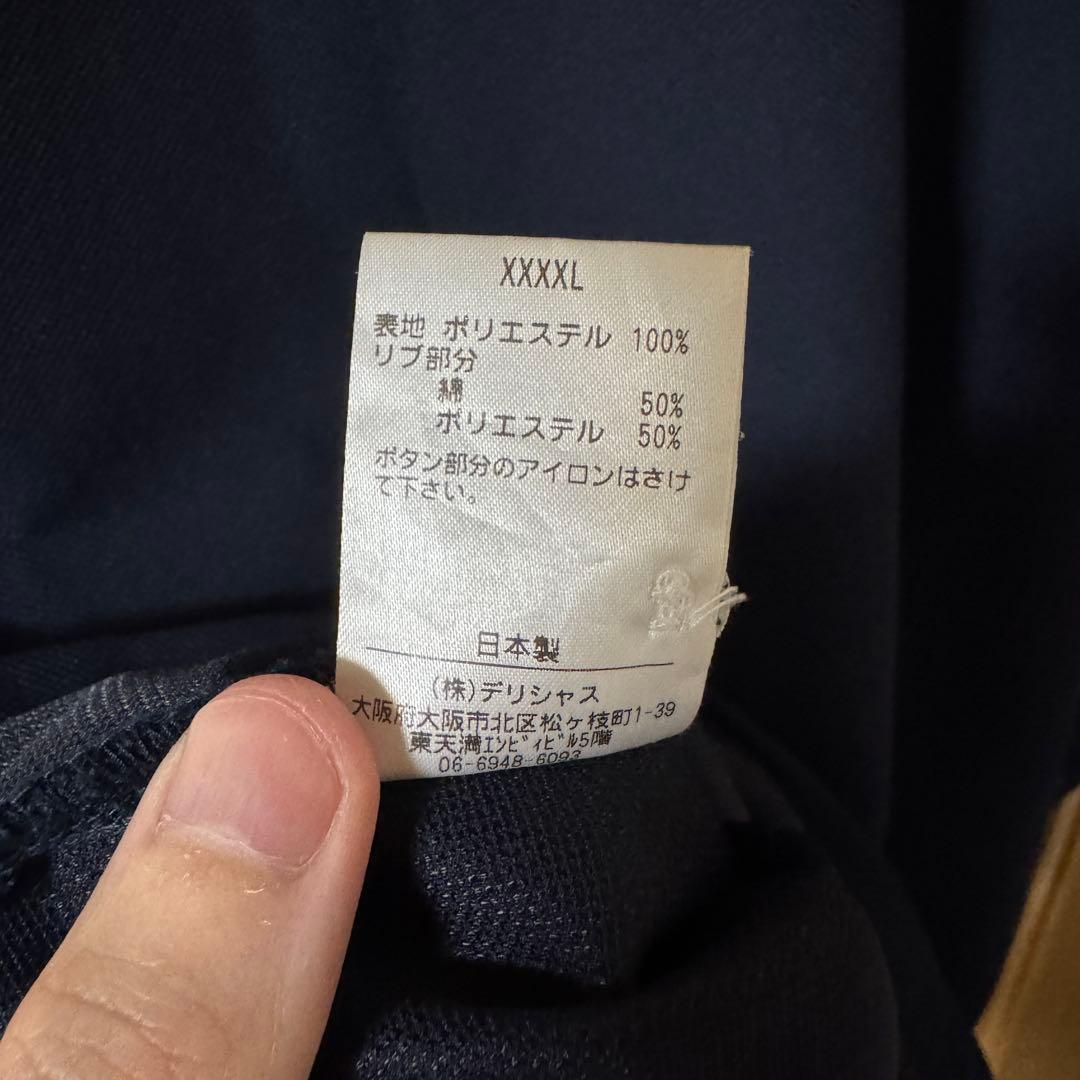 XXXXL
表地 ポリエステル 100%
リブ部分
綿 50%
ポリエステル 50%
ボタン部分のアイロンはさけ
て下さい。
日本製
(株)デリシャス
大阪府大阪市北区松ヶ枝町1-39
東天満エンビィビル5階
06-6948-6093